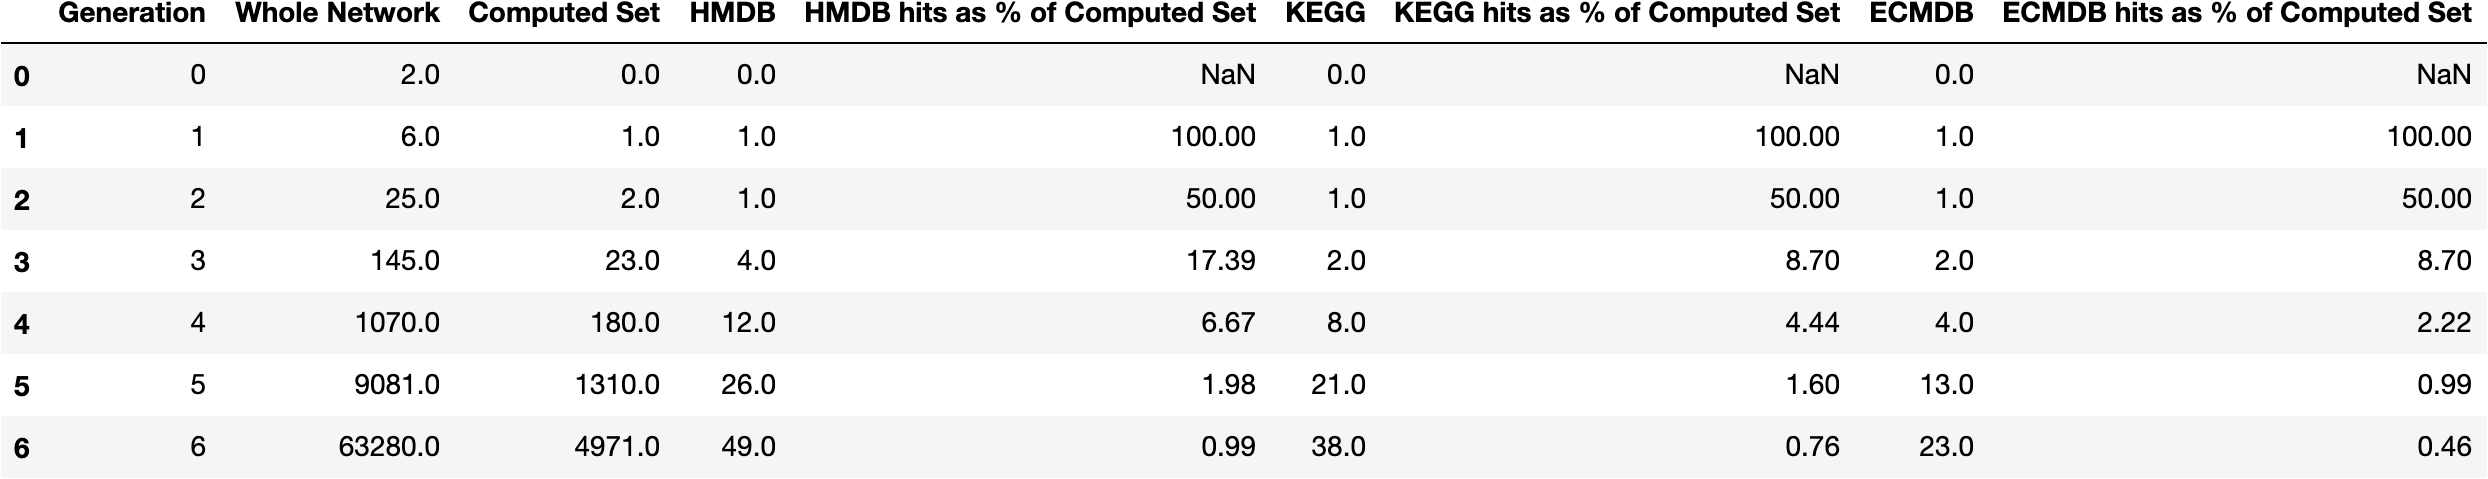 Generation Whole Network Computed Set HMDB HMDB hits as % of Computed Set KEGG KEGG hits as % of Computed Set ECMDB ECMDB hits as % of Computed Set
0 0 2.0 0.0 0.0 NaN 0.0 NaN 0.0 NaN
1 1 6.0 1.0 1.0 100.00 1.0 100.00 1.0 100.00
2 2 25.0 2.0 1.0 50.00 1.0 50.00 1.0 50.00
3 3 145.0 23.0 4.0 17.39 2.0 8.70 2.0 8.70
4 4 1070.0 180.0 12.0 6.67 8.0 4.44 4.0 2.22
5 5 9081.0 1310.0 26.0 1.98 21.0 1.60 13.0 0.99
6 6 63280.0 4971.0 49.0 0.99 38.0 0.76 23.0 0.46